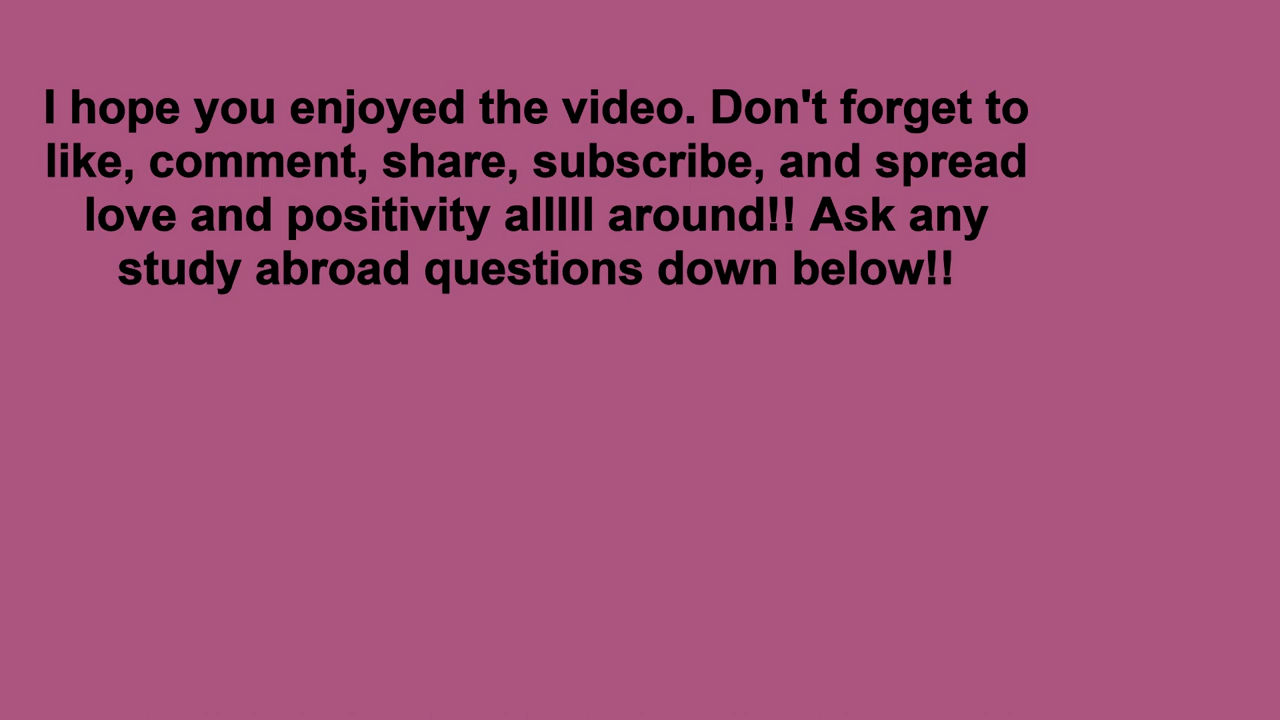 I hope you enjoyed the video. Don't forget to
like, comment, share, subscribe, and spread
love and positivity alllll around!! Ask any
study abroad questions down below!!